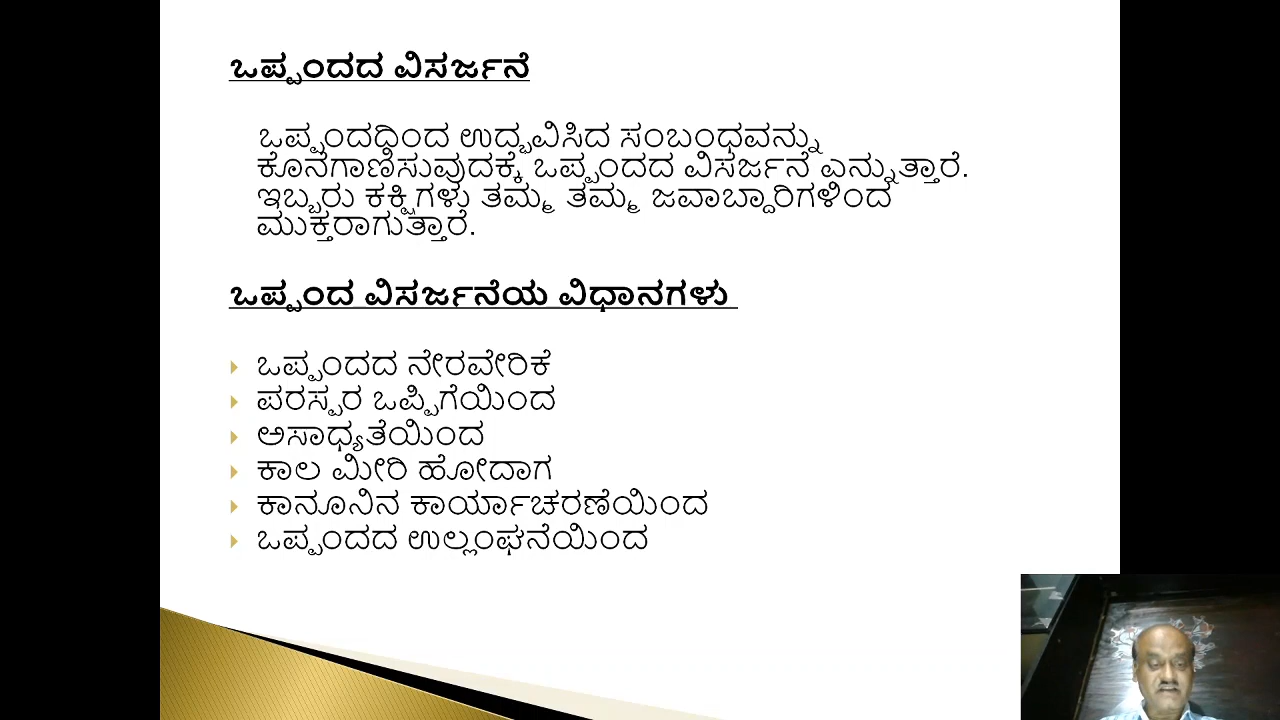 ಒಪ್ಪಂದದ ವಿಸರ್ಜನೆ
ಒಪ್ಪಂದಧಿಂದ ಉದ್ಬವಿಸಿದ ಸಂಬಂಧವನ್ನು
ಕೊನೆಗಾಣಿಸುವುದಕ್ಕೆ ಒಪ್ಪಂದದ ವಿಸರ್ಜನೆ ಎನ್ನುತ್ತಾರೆ.
ಇಬ್ಬರು ಕಕ್ಷಿಗಳು ತಮ್ಮ ತಮ್ಮ ಜವಾಬ್ದಾರಿಗಳಿಂದ
ಮುಕ್ತರಾಗುತ್ತಾರೆ.
ಒಪ್ಪಂದ ವಿಸರ್ಜನೆಯ ವಿಧಾನಗಳು
ಒಪ್ಪಂದದ ನೇರವೇರಿಕೆ
ಪರಸ್ಪರ ಒಪ್ಪಿಗೆಯಿಂದ
ಅಸಾಧ್ಯತೆಯಿಂದ
ಕಾಲ ಮೀರಿ ಹೋದಾಗ
ಕಾನೂನಿನ ಕಾರ್ಯಾಚರಣೆಯಿಂದ
ಒಪ್ಪಂದದ ಉಲ್ಲಂಘನೆಯಿಂದ